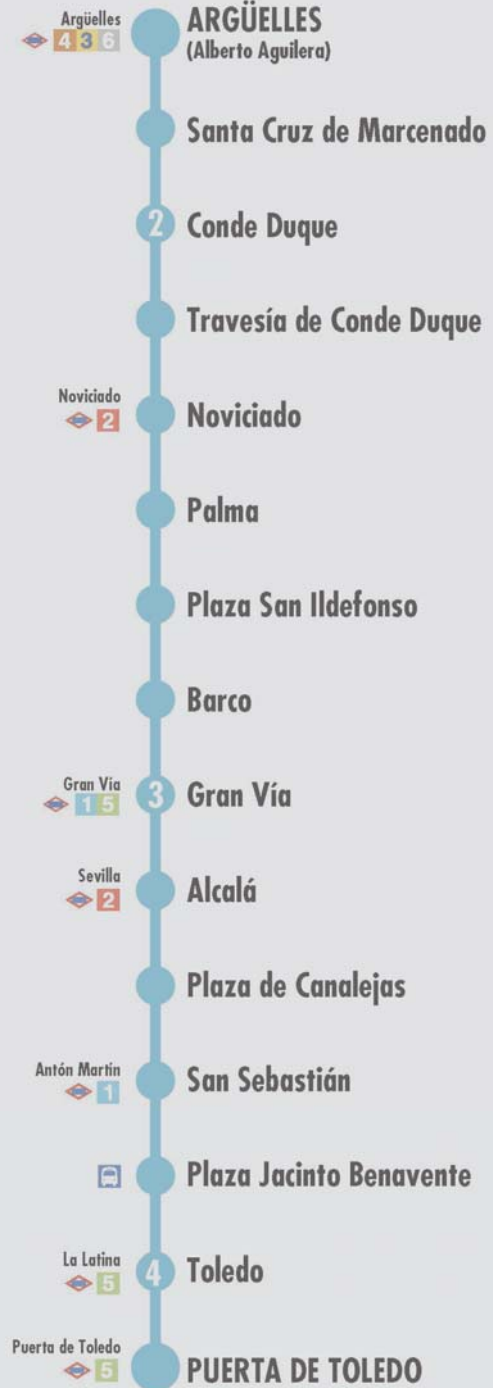 Argüelles
4 3 6
ARGÜELLES
(Alberto Aguilera)
Santa Cruz de Marcenado
2 Conde Duque
Travesía de Conde Duque
Noviciado
2
Noviciado
Palma
Plaza San Ildefonso
Barco
Gran Vía
1 5
3 Gran Vía
Sevilla
2
Alcalá
Plaza de Canalejas
Antón Martín
1
San Sebastián
Plaza Jacinto Benavente
La Latina
5
4 Toledo
Puerta de Toledo
5
PUERTA DE TOLEDO